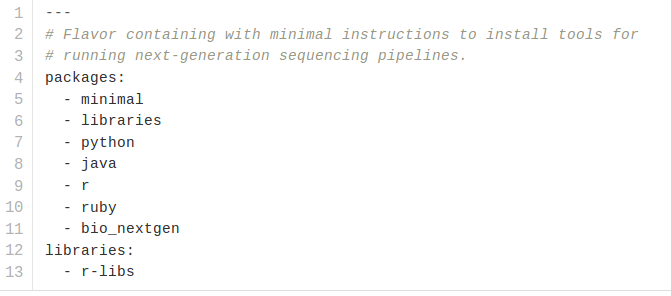 1 ---
2 # Flavor containing with minimal instructions to install tools for
3 # running next-generation sequencing pipelines.
4 packages:
5   - minimal
6   - libraries
7   - python
8   - java
9   - r
10   - ruby
11   - bio_nextgen
12 libraries:
13   - r-libs